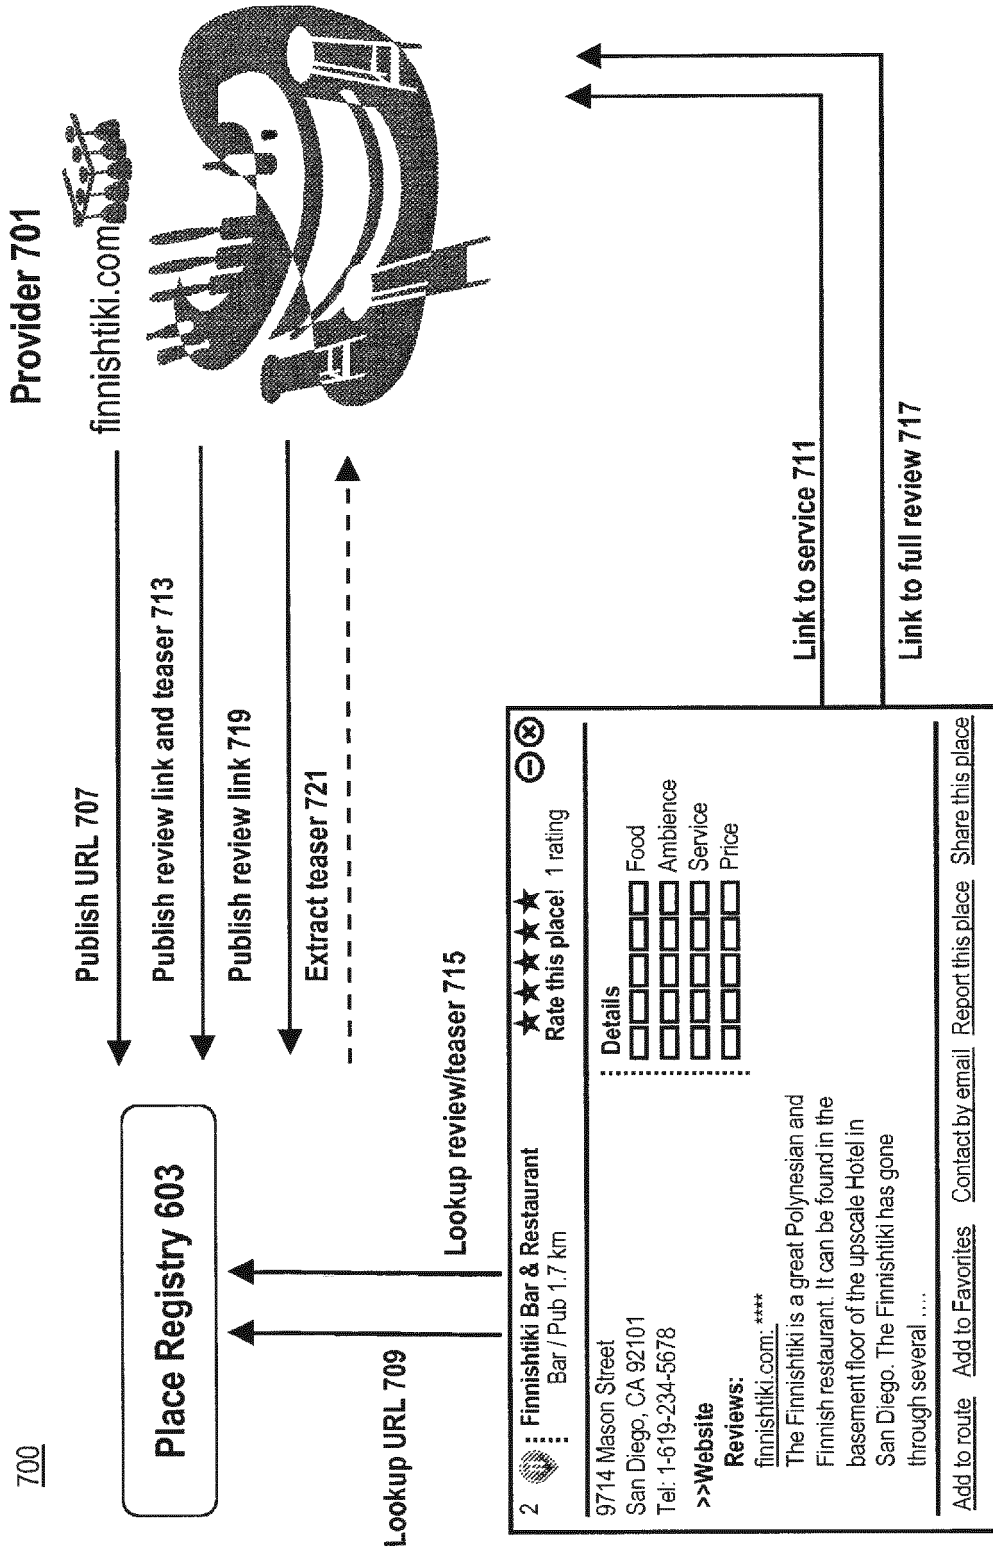 700
Provider 701
finnishtiki.com
Place Registry 603
Publish URL 707
Publish review link and teaser 713
Publish review link 719
Extract teaser 721
Lookup URL 709
Lookup review/teaser 715
Link to service 711
Link to full review 717
2
Finnishtiki Bar & Restaurant
Bar / Pub 1.7 km
Rate this place! 1 rating
9714 Mason Street
San Diego, CA 92101
Tel: 1-619-234-5678
>>Website
Details
Food
Ambience
Service
Price
Reviews:
finnishtiki.com: ****
The Finnishtiki is a great Polynesian and
Finnish restaurant. It can be found in the
basement floor of the upscale Hotel in
San Diego. The Finnishtiki has gone
through several .....
Add to route Add to Favorites Contact by email Report this place Share this place